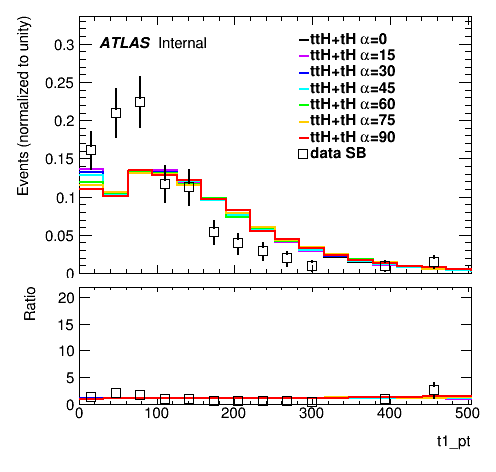 Events (normalized to unity)
0.3
0.25
0.2
0.15
0.1
0.05
0
ATLAS Internal
ttH+tH α=0
ttH+tH α=15
ttH+tH α=30
ttH+tH α=45
ttH+tH α=60
ttH+tH α=75
ttH+tH α=90
data SB
Ratio
20
15
10
5
0
0 100 200 300 400 500
t1_pt